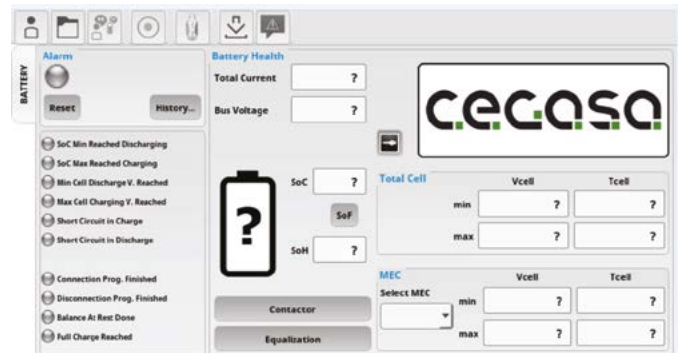 BATTERY
Alarm
Reset
History...
SoC Min Reached Discharging
SoC Max Reached Charging
Min Cell Discharge V. Reached
Max Cell Charging V. Reached
Short Circuit in Charge
Short Circuit in Discharge
Connection Prog. Finished
Disconnection Prog. Finished
Balance At Rest Done
Full Charge Reached
Battery Health
Total Current ?
Bus Voltage ?
cegasa
?
SoC ?
SoF
SoH ?
Contactor
Equalization
Total Cell
Vcell Tcell
min ? ?
max ? ?
MEC
Vcell Tcell
Select MEC
min ? ?
max ? ?